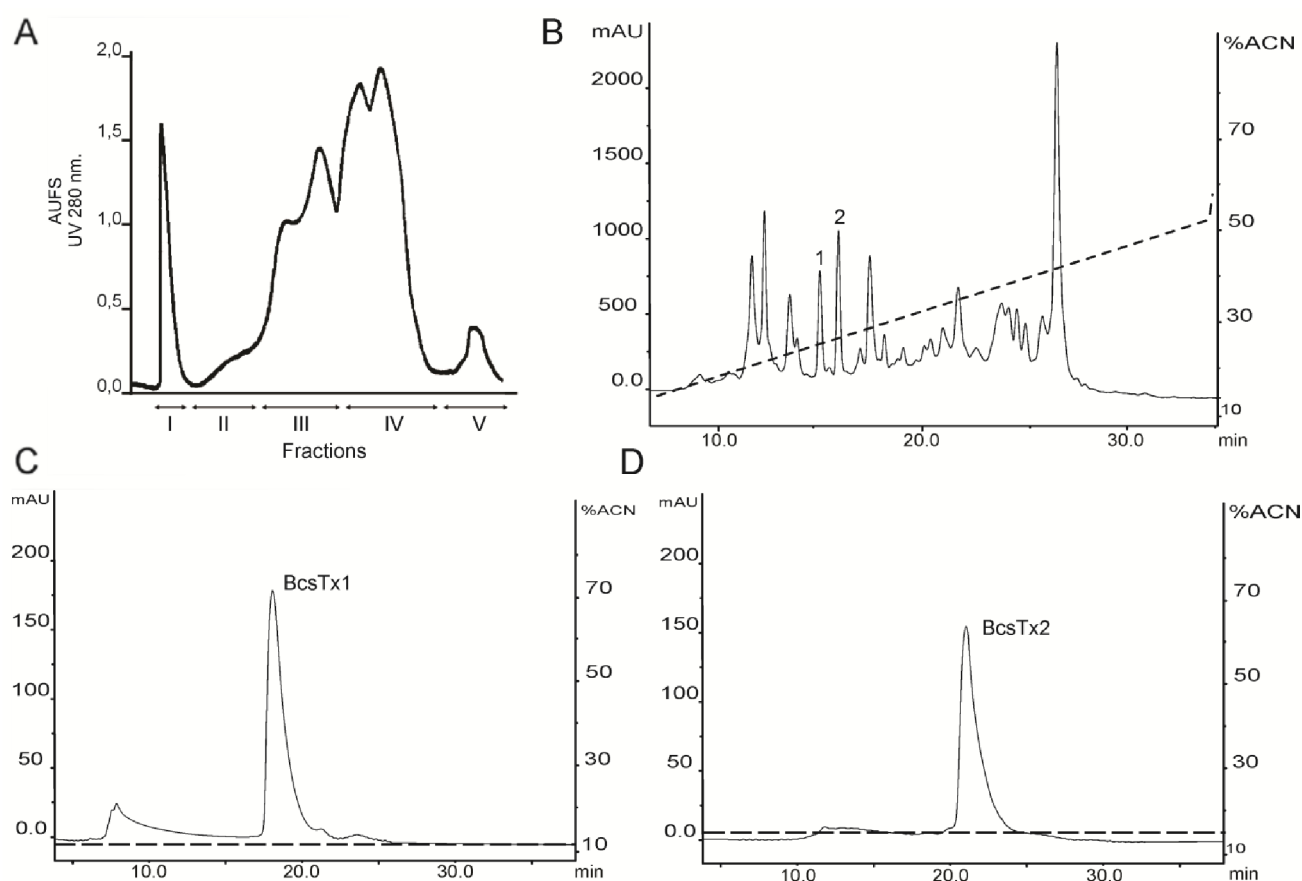 A
AUFS
UV 280 nm.
2,0
1,5
1,0
0,5
0,0
I II III IV V
Fractions
B
mAU
2000
1500
1000
500
0.0
1
2
%ACN
70
50
30
10
10.0 20.0 30.0 min
C
mAU
200
150
100
50
0.0
BcsTx1
%ACN
70
50
30
10
10.0 20.0 30.0 min
D
mAU
200
150
100
50
0.0
BcsTx2
%ACN
70
50
30
10
10.0 20.0 30.0 min